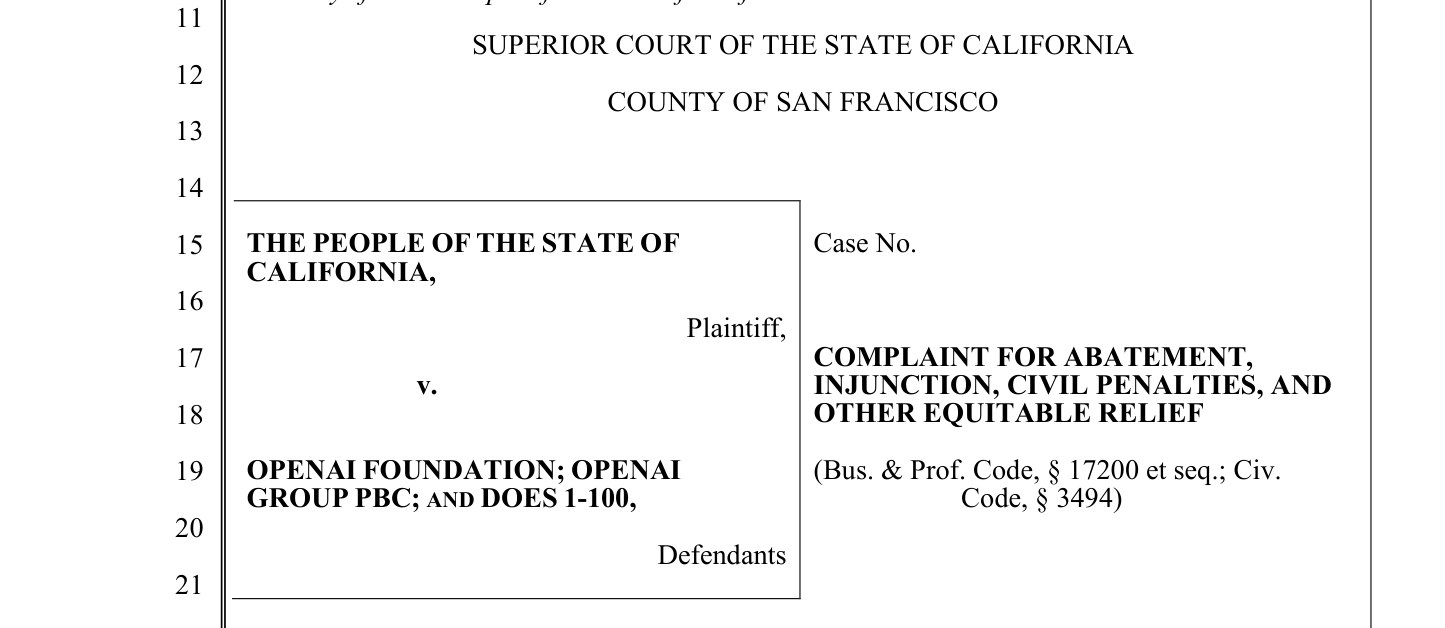 11
SUPERIOR COURT OF THE STATE OF CALIFORNIA
12
COUNTY OF SAN FRANCISCO
13
14
15
THE PEOPLE OF THE STATE OF
CALIFORNIA,
16
Plaintiff,
17
v.
18
19
OPENAI FOUNDATION; OPENAI
GROUP PBC; AND DOES 1-100,
20
Defendants
21
Case No.
COMPLAINT FOR ABATEMENT,
INJUNCTION, CIVIL PENALTIES, AND
OTHER EQUITABLE RELIEF
(Bus. & Prof. Code, § 17200 et seq.; Civ.
Code, § 3494)